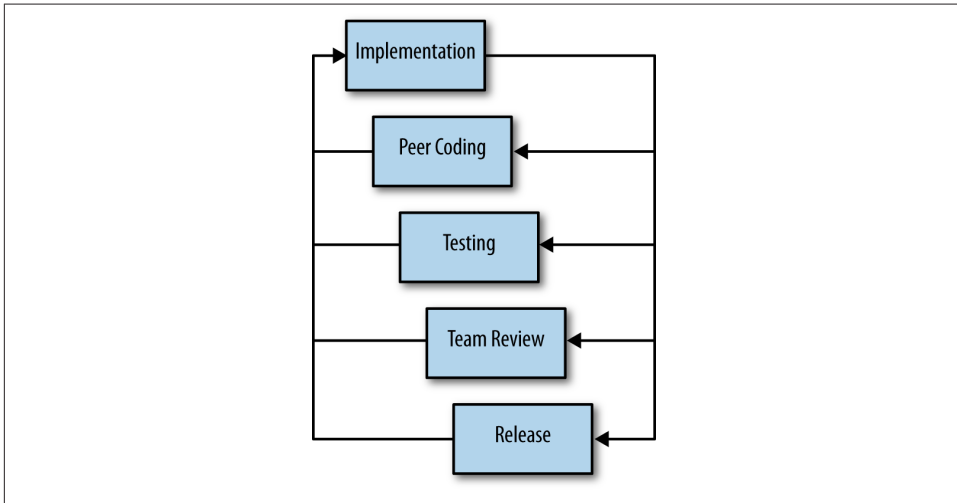 Implementation
Peer Coding
Testing
Team Review
Release